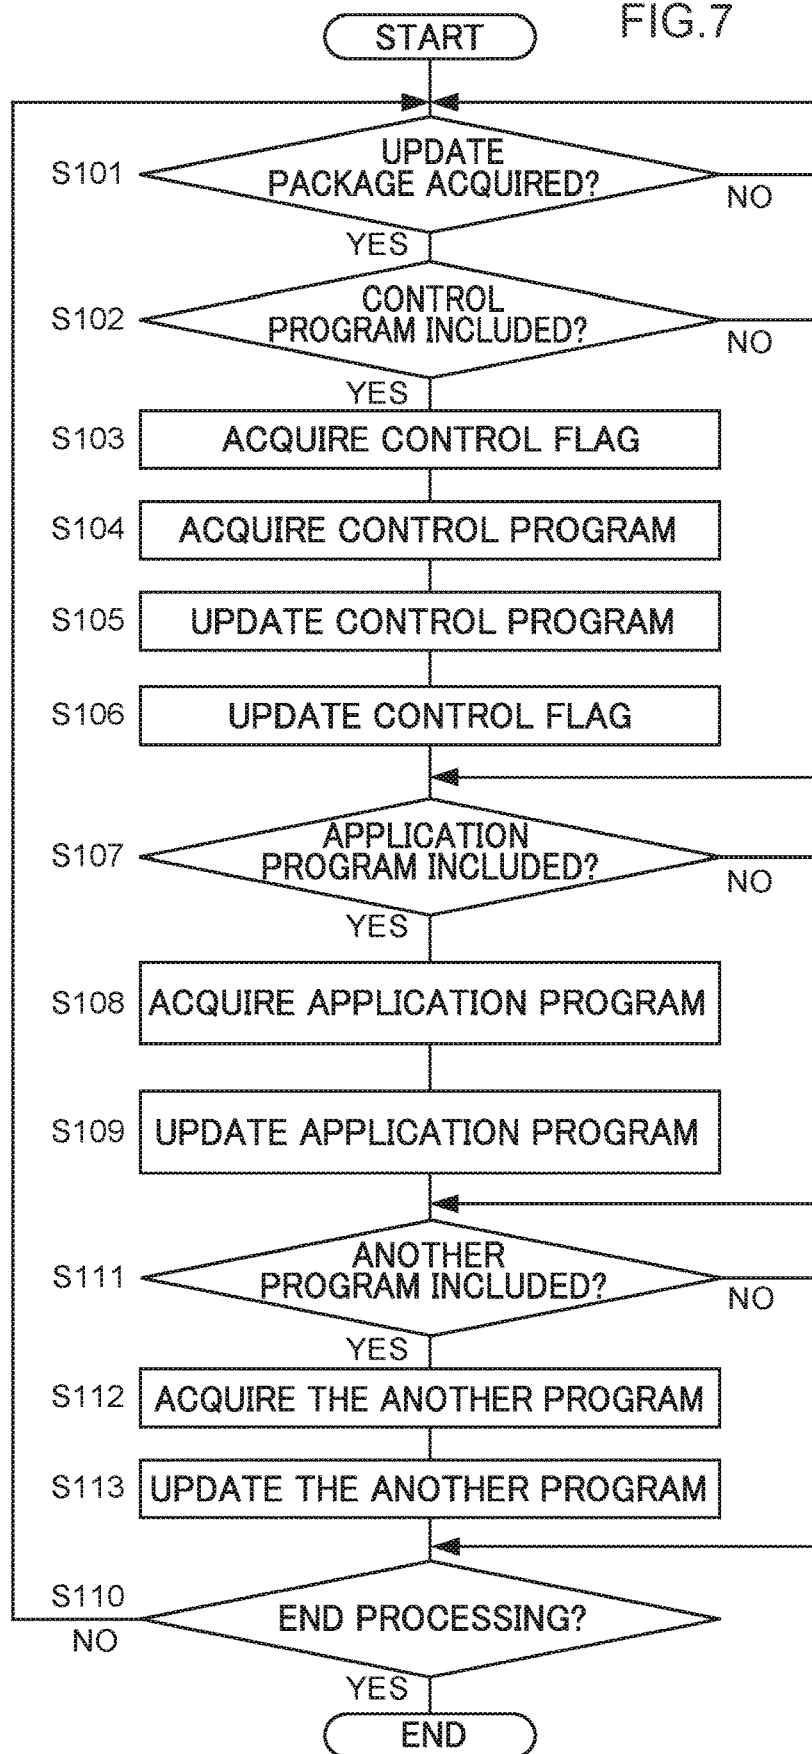 FIG.7
START
S101
UPDATE
PACKAGE ACQUIRED?
NO
YES
S102
CONTROL
PROGRAM INCLUDED?
NO
YES
S103
ACQUIRE CONTROL FLAG
S104
ACQUIRE CONTROL PROGRAM
S105
UPDATE CONTROL PROGRAM
S106
UPDATE CONTROL FLAG
S107
APPLICATION
PROGRAM INCLUDED?
NO
YES
S108
ACQUIRE APPLICATION PROGRAM
S109
UPDATE APPLICATION PROGRAM
S111
ANOTHER
PROGRAM INCLUDED?
NO
YES
S112
ACQUIRE THE ANOTHER PROGRAM
S113
UPDATE THE ANOTHER PROGRAM
S110
END PROCESSING?
NO
YES
END